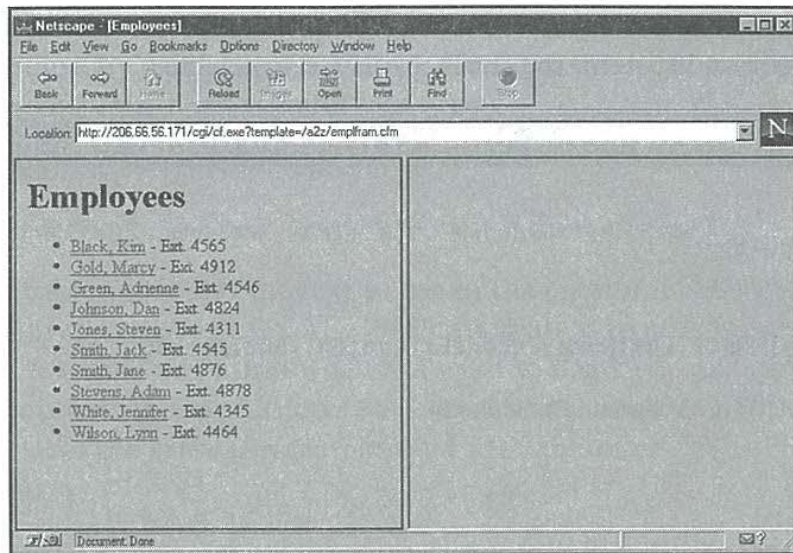 Netscape - [Employees]
File Edit View Go Bookmarks Options Directory Window Help
Back Forward Home Reload Images Open Print Find Stop
Location: http://206.66.56.171/cgi/cf.exe?template=/a2z/emplfram.cfm
N
Employees
• Black, Kim - Ext. 4565
• Gold, Marcy - Ext. 4912
• Green, Adrienne - Ext. 4546
• Johnson, Dan - Ext. 4824
• Jones, Steven - Ext. 4311
• Smith, Jack - Ext. 4545
• Smith, Jane - Ext. 4876
• Stevens, Adam - Ext. 4878
• White, Jennifer - Ext. 4345
• Wilson, Lynn - Ext. 4464
Document: Done
?